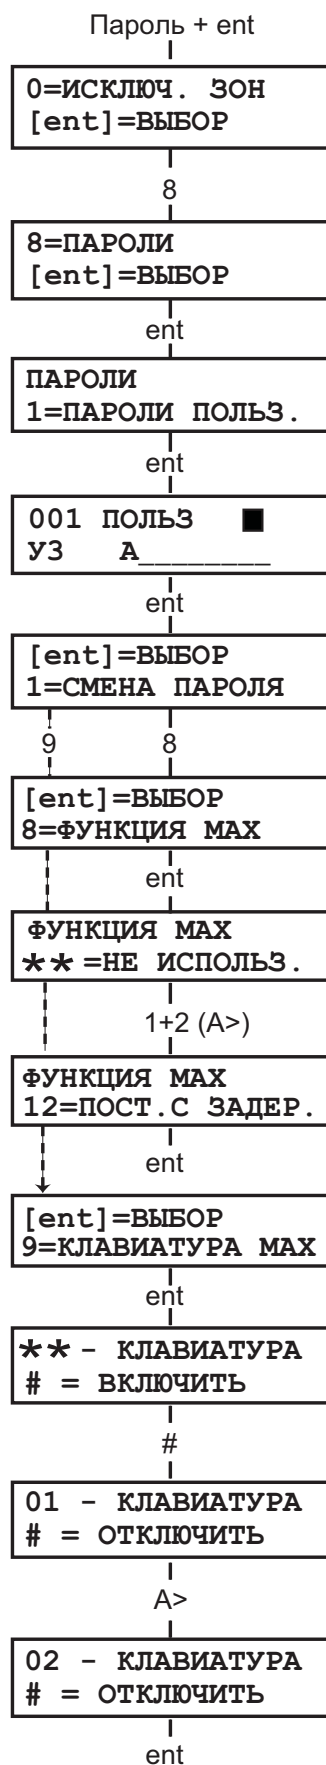 Пароль + ent
0=ИСКЛЮЧ. ЗОН
[ent]=ВЫБОР
8
8=ПАРОЛИ
[ent]=ВЫБОР
ent
ПАРОЛИ
1=ПАРОЛИ ПОЛЬЗ.
ent
001 ПОЛЬЗ ■
УЗ А________
ent
[ent]=ВЫБОР
1=СМЕНА ПАРОЛЯ
9 8
[ent]=ВЫБОР
8=ФУНКЦИЯ MAX
ent
ФУНКЦИЯ MAX
**=НЕ ИСПОЛЬЗ.
1+2 (A>)
ФУНКЦИЯ MAX
12=ПОСТ.С ЗАДЕР.
ent
[ent]=ВЫБОР
9=КЛАВИАТУРА MAX
ent
** - КЛАВИАТУРА
# = ВКЛЮЧИТЬ
#
01 - КЛАВИАТУРА
# = ОТКЛЮЧИТЬ
A>
02 - КЛАВИАТУРА
# = ОТКЛЮЧИТЬ
ent